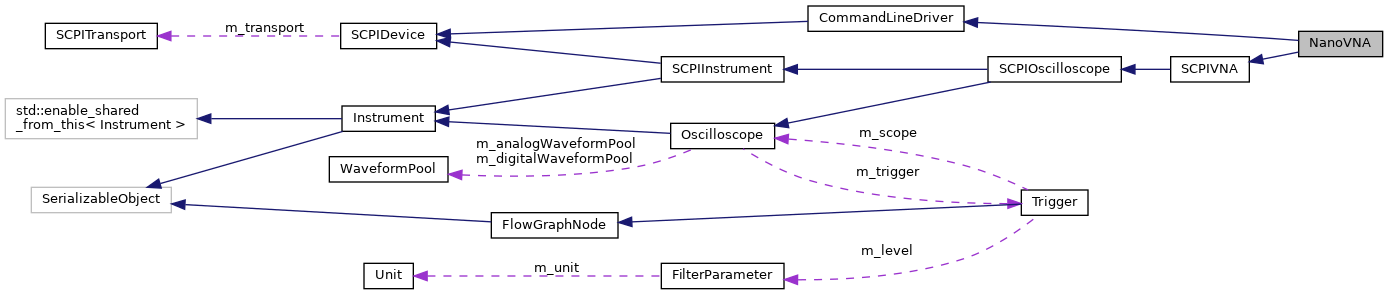 CommandLineDriver
SCPITransport
m_transport
SCPIDevice
NanoVNA
SCPIInstrument
SCPIOscilloscope
SCPIVNA
std::enable_shared
_from_this< Instrument >
Instrument
Oscilloscope
m_scope
m_analogWaveformPool
m_digitalWaveformPool
WaveformPool
m_trigger
SerializableObject
Trigger
FlowGraphNode
m_level
Unit
m_unit
FilterParameter